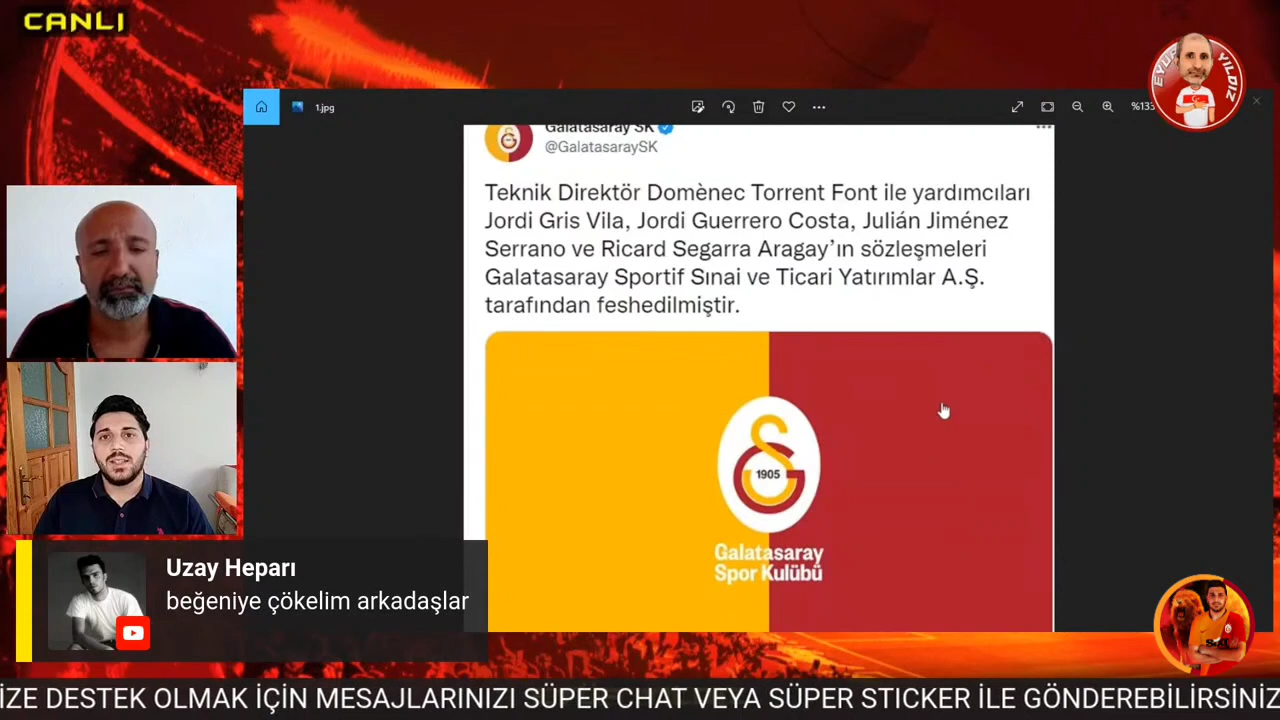 CANLI
EYÜP YILDIZ
1.jpg
%133
Galatasaray SK
@GalatasaraySK
Teknik Direktör Domènec Torrent Font ile yardımcıları
Jordi Gris Vila, Jordi Guerrero Costa, Julián Jiménez
Serrano ve Ricard Segarra Aragay’ın sözleşmeleri
Galatasaray Sportif Sınai ve Ticari Yatırımlar A.Ş.
tarafından feshedilmiştir.
1905
Galatasaray
Spor Kulübü
Uzay Heparı
beğeniye çökelim arkadaşlar
İZE DESTEK OLMAK İÇİN MESAJLARINIZI SÜPER CHAT VEYA SÜPER STICKER İLE GÖNDEREBİLİRSİNİZ